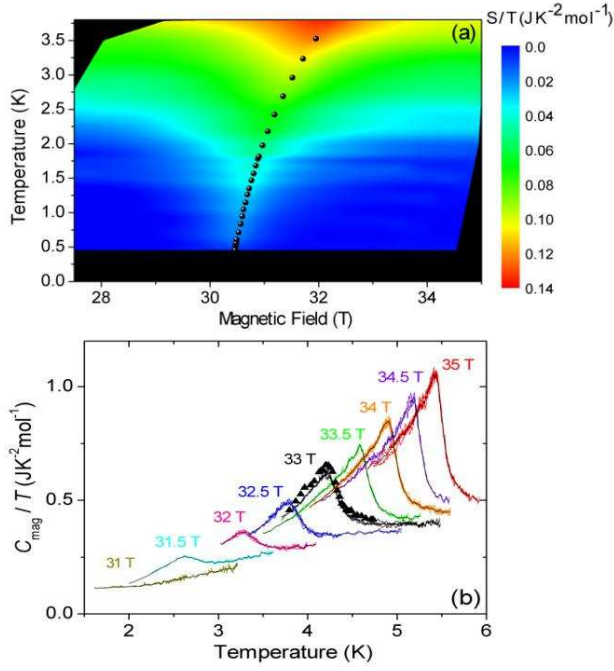 S/T (JK⁻²mol⁻¹)
(a)
3.5
3.0
2.5
2.0
1.5
1.0
0.5
0.0
Temperature (K)
28 30 32 34
Magnetic Field (T)
0.0
0.02
0.04
0.06
0.08
0.10
0.12
0.14
35 T
34.5 T
34 T
33.5 T
33 T
32.5 T
32 T
31.5 T
31 T
1.0
0.5
0.0
C_mag / T (JK⁻²mol⁻¹)
(b)
2 3 4 5 6
Temperature (K)